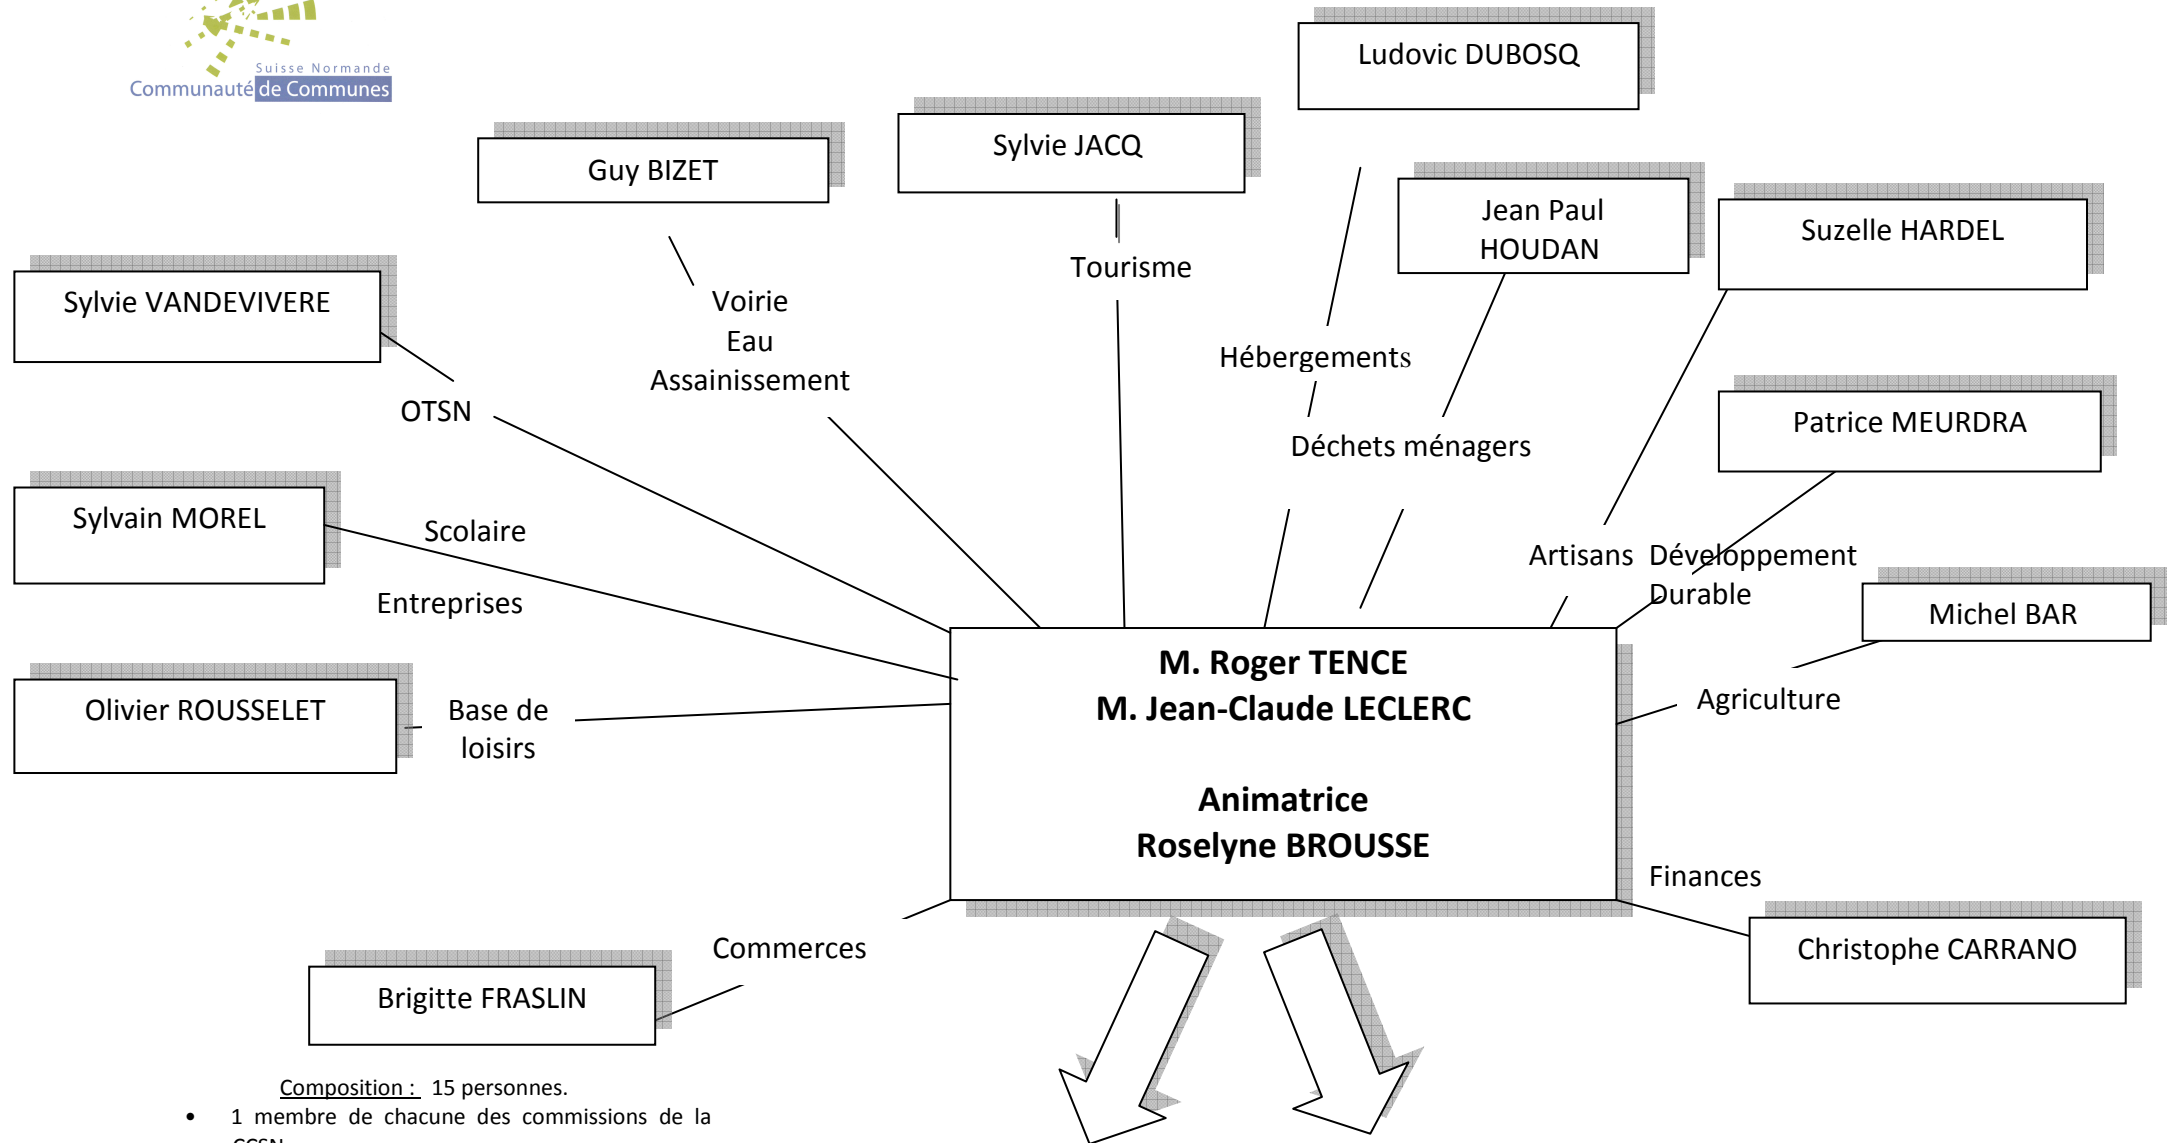 Suisse Normande
Communauté de Communes
Ludovic DUBOSQ
Guy BIZET
Sylvie JACQ
Jean Paul
HOUDAN
Suzelle HARDEL
Sylvie VANDEVIVERE
Tourisme
Voirie
Eau
Assainissement
Hébergements
OTSN
Patrice MEURDRA
Déchets ménagers
Sylvain MOREL
Scolaire
Entreprises
Artisans
Développement
Durable
Michel BAR
Olivier ROUSSELET
Base de
loisirs
M. Roger TENCE
M. Jean-Claude LECLERC
Animatrice
Roselyne BROUSSE
Agriculture
Finances
Christophe CARRANO
Commerces
Brigitte FRASLIN
Composition : 15 personnes.
• 1 membre de chacune des commissions de la
CCSN